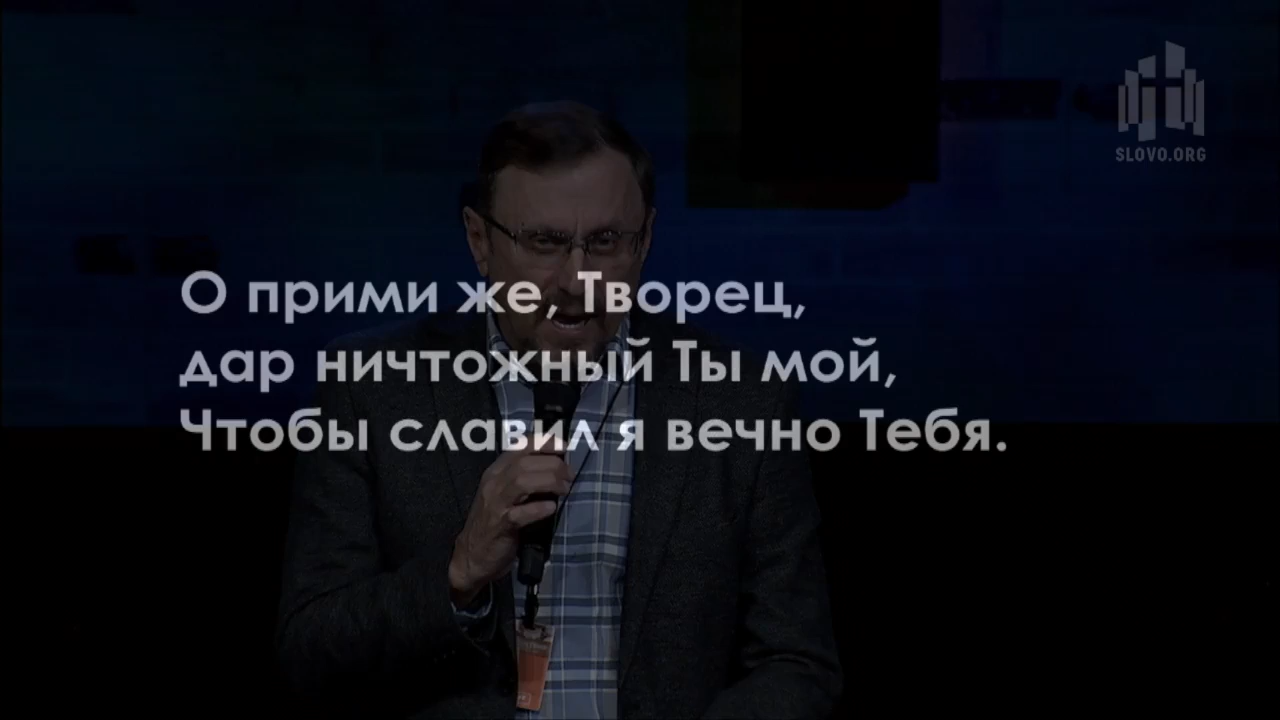 SLOVO.ORG
О прими же, Творец,
дар ничтожный Ты мой,
Чтобы славил я вечно Тебя.